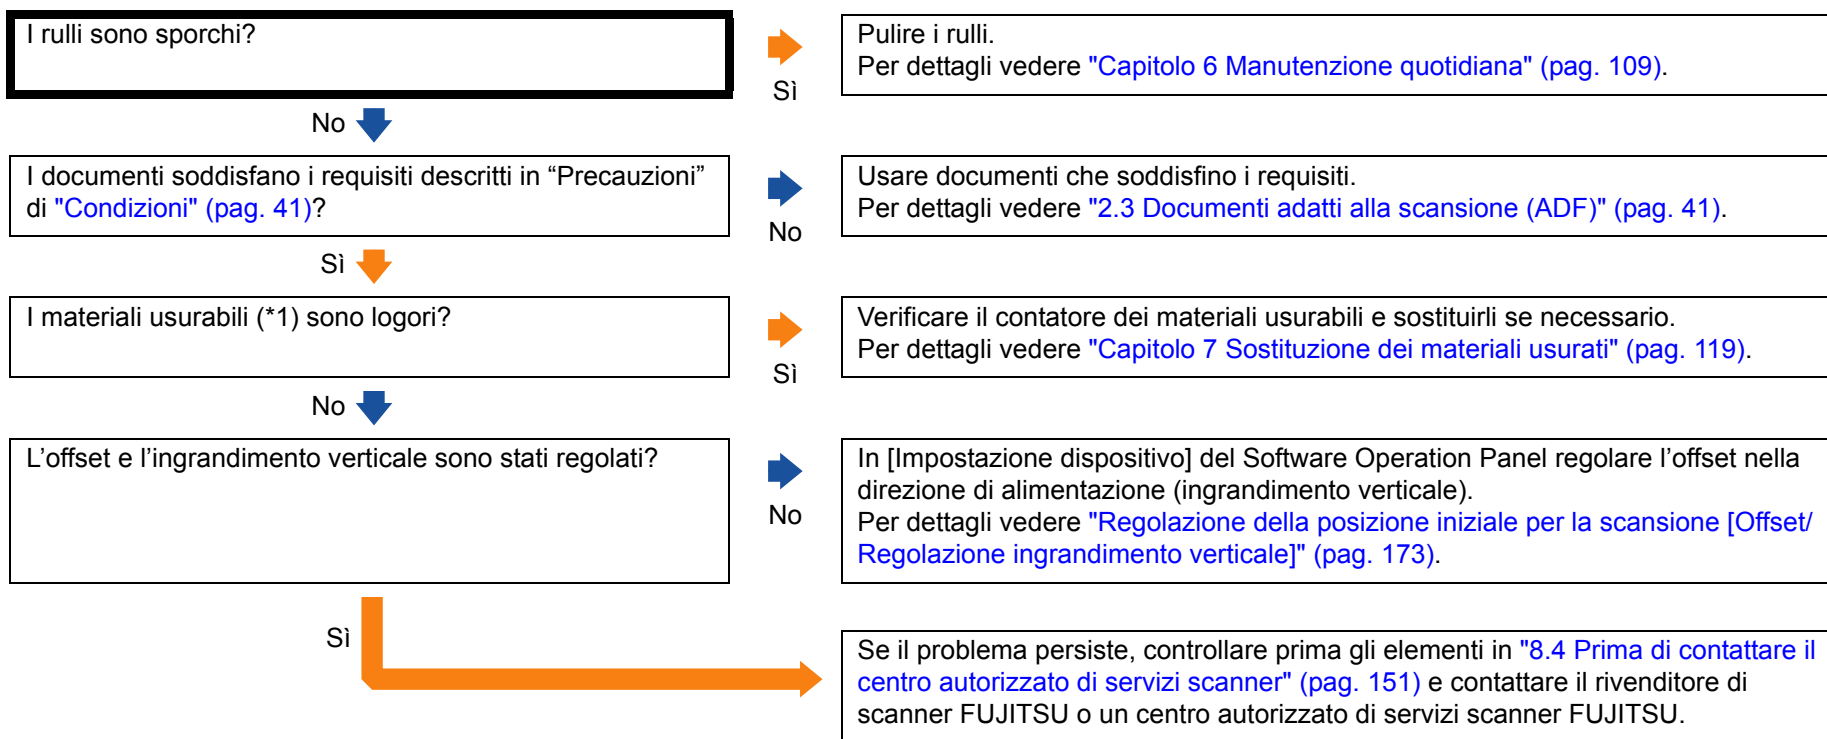 I rulli sono sporchi?
Sì
Pulire i rulli.
Per dettagli vedere "Capitolo 6 Manutenzione quotidiana" (pag. 109).
No
I documenti soddisfano i requisiti descritti in “Precauzioni”
di "Condizioni" (pag. 41)?
No
Usare documenti che soddisfino i requisiti.
Per dettagli vedere "2.3 Documenti adatti alla scansione (ADF)" (pag. 41).
Sì
I materiali usurabili (*1) sono logori?
Sì
Verificare il contatore dei materiali usurabili e sostituirli se necessario.
Per dettagli vedere "Capitolo 7 Sostituzione dei materiali usurati" (pag. 119).
No
L’offset e l’ingrandimento verticale sono stati regolati?
No
In [Impostazione dispositivo] del Software Operation Panel regolare l’offset nella
direzione di alimentazione (ingrandimento verticale).
Per dettagli vedere "Regolazione della posizione iniziale per la scansione [Offset/
Regolazione ingrandimento verticale]" (pag. 173).
Sì
Se il problema persiste, controllare prima gli elementi in "8.4 Prima di contattare il
centro autorizzato di servizi scanner" (pag. 151) e contattare il rivenditore di
scanner FUJITSU o un centro autorizzato di servizi scanner FUJITSU.